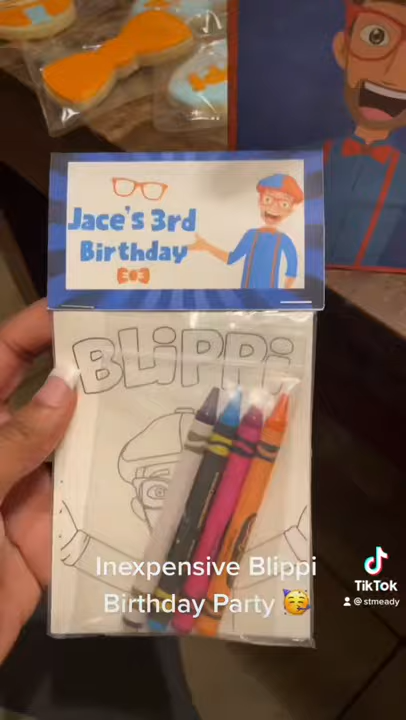 Jace's 3rd
Birthday
BLiPPi
Inexpensive Blippi
Birthday Party 🥳
TikTok
@stmeady